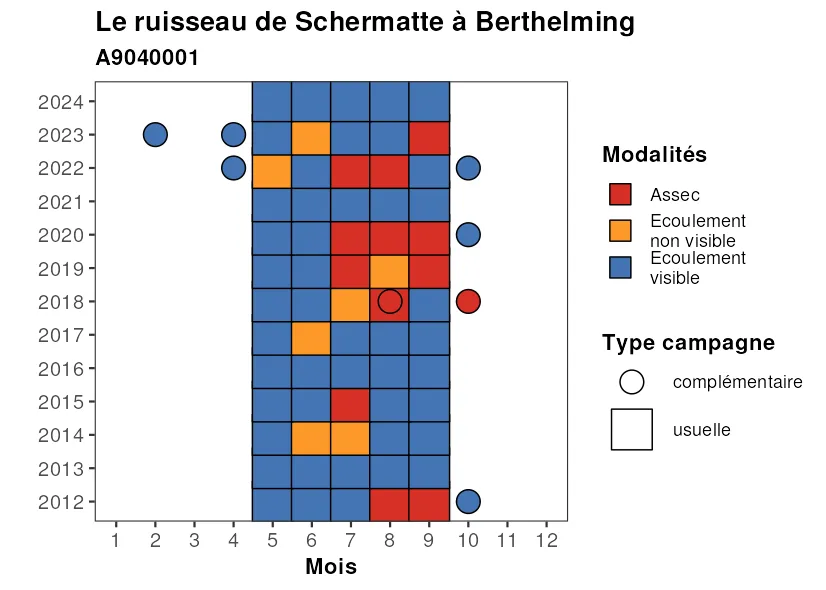 Le ruisseau de Schermatte à Berthelming
A9040001
2024
2023
2022
2021
2020
2019
2018
2017
2016
2015
2014
2013
2012
1 2 3 4 5 6 7 8 9 10 11 12
Mois
Modalités
Assec
Ecoulement
non visible
Ecoulement
visible
Type campagne
complémentaire
usuelle